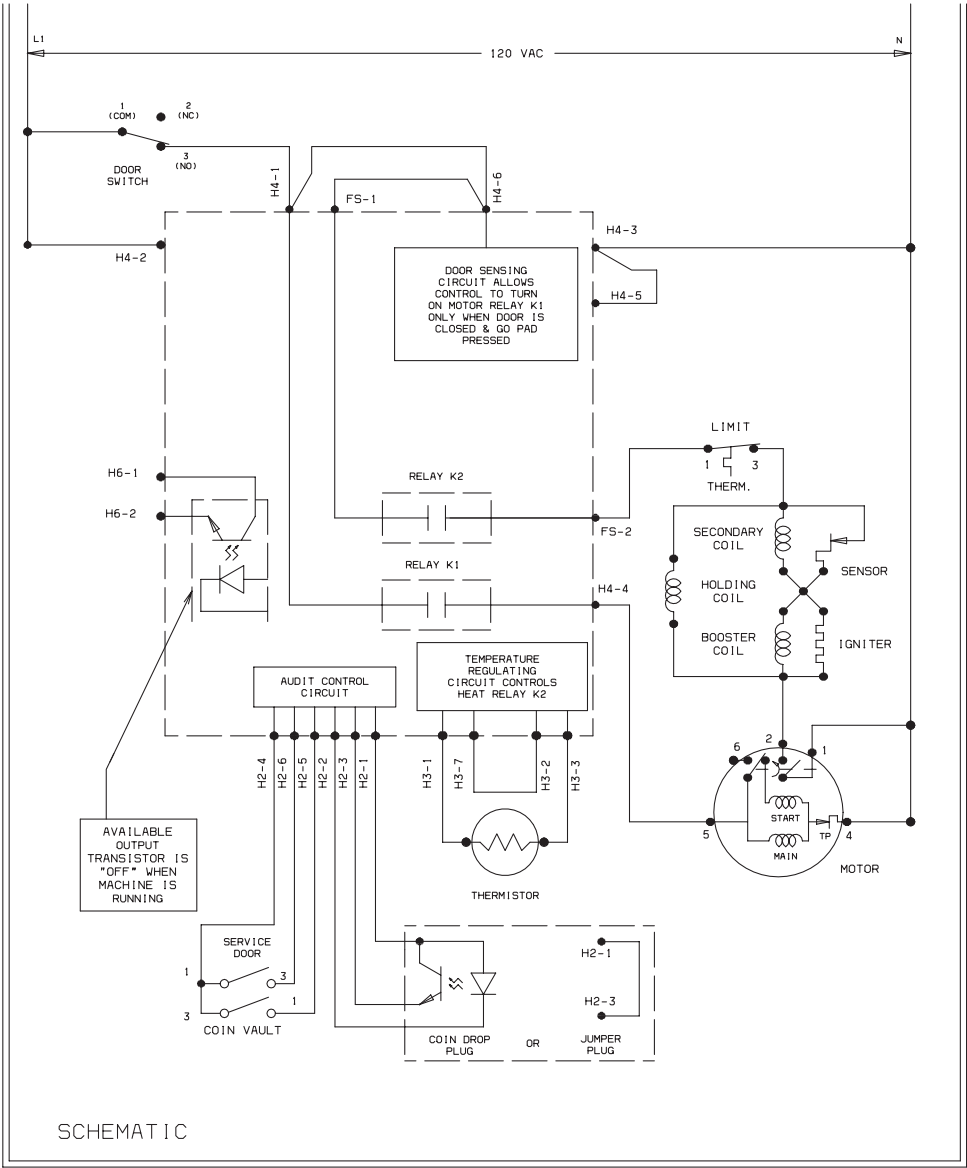 L1
N
120 VAC
1
(COM)
2
(NC)
3
(NO)
DOOR
SWITCH
H4-1
FS-1
H4-6
H4-3
H4-2
H4-5
DOOR SENSING
CIRCUIT ALLOWS
CONTROL TO TURN
ON MOTOR RELAY K1
ONLY WHEN DOOR IS
CLOSED & GO PAD
PRESSED
LIMIT
1
3
THERM.
H6-1
H6-2
RELAY K2
FS-2
SECONDARY
COIL
SENSOR
RELAY K1
H4-4
HOLDING
COIL
BOOSTER
COIL
IGNITER
AUDIT CONTROL
CIRCUIT
TEMPERATURE
REGULATING
CIRCUIT CONTROLS
HEAT RELAY K2
H2-4
H2-6
H2-5
H2-2
H2-3
H2-1
H3-1
H3-7
H3-2
H3-3
6
2
1
START
5
TP
4
MAIN
MOTOR
AVAILABLE
OUTPUT
TRANSISTOR IS
"OFF" WHEN
MACHINE IS
RUNNING
THERMISTOR
SERVICE
DOOR
1
3
3
1
COIN VAULT
H2-1
H2-3
COIN DROP
PLUG
OR
JUMPER
PLUG
SCHEMATIC